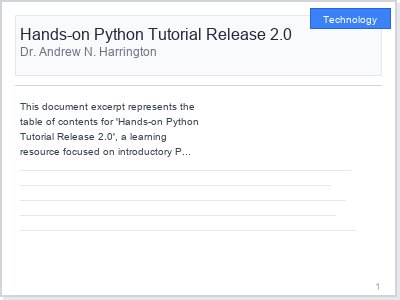 Technology
Hands-on Python Tutorial Release 2.0
Dr. Andrew N. Harrington
This document excerpt represents the
table of contents for 'Hands-on Python
Tutorial Release 2.0', a learning
resource focused on introductory P...
1